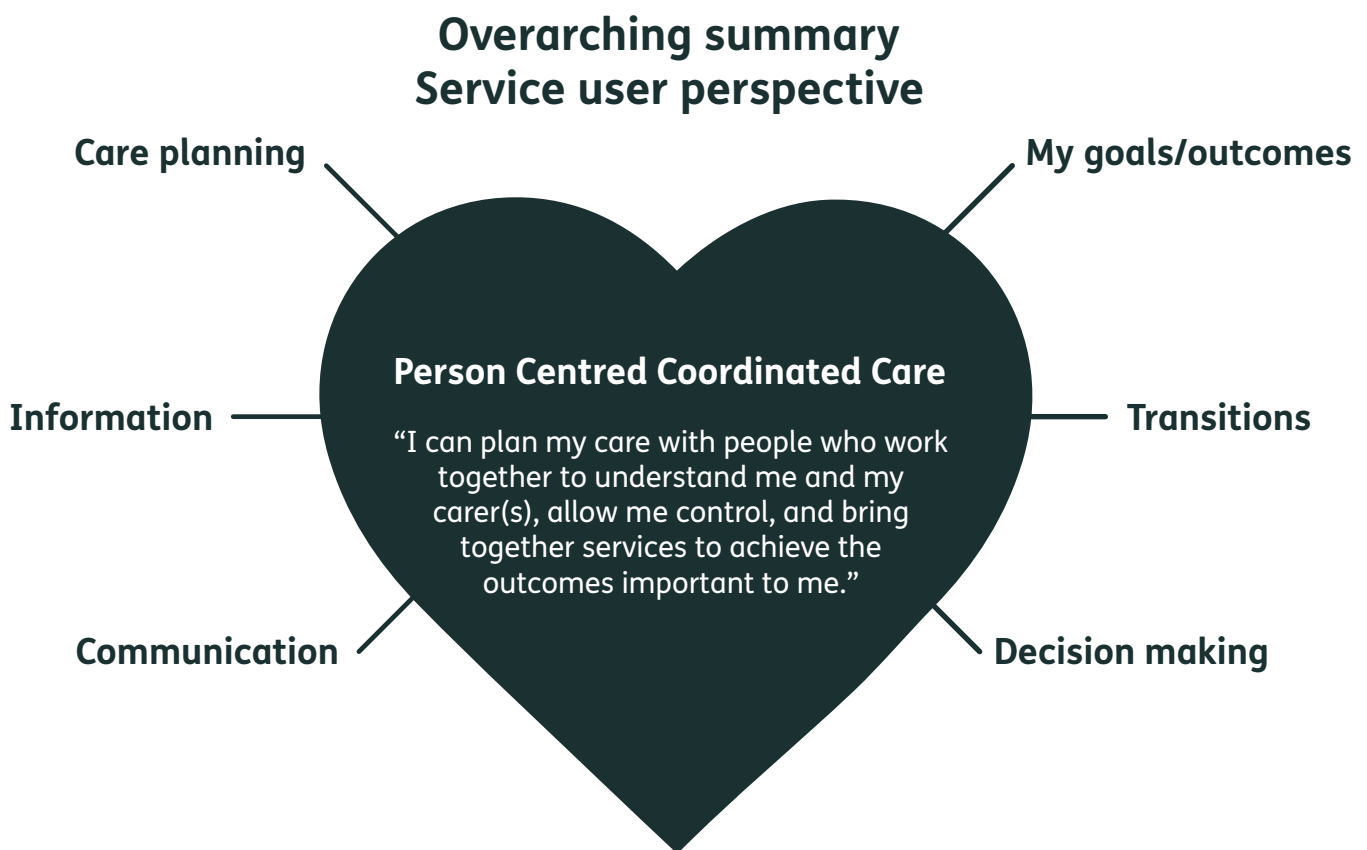 Overarching summary
Service user perspective
Care planning
My goals/outcomes
Person Centred Coordinated Care
Information
Transitions
“I can plan my care with people who work
together to understand me and my
carer(s), allow me control, and bring
together services to achieve the
outcomes important to me.”
Communication
Decision making